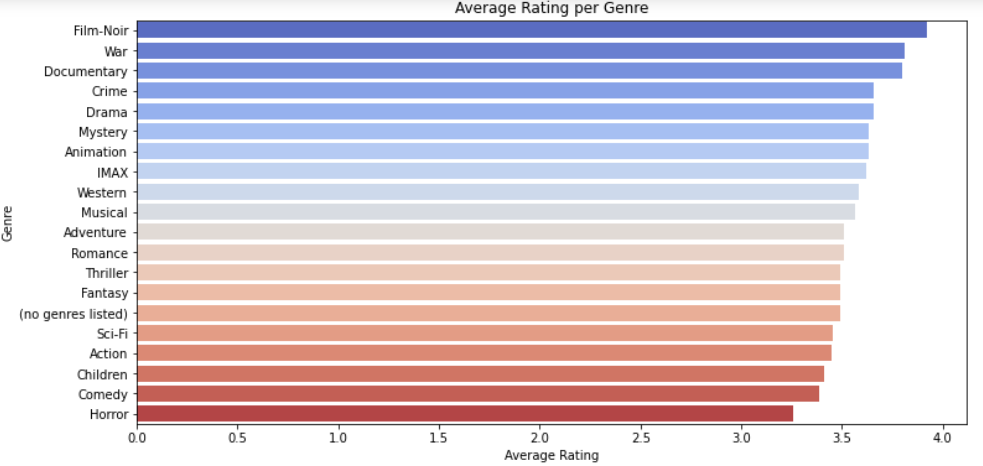 Average Rating per Genre
Genre
Film-Noir
War
Documentary
Crime
Drama
Mystery
Animation
IMAX
Western
Musical
Adventure
Romance
Thriller
Fantasy
(no genres listed)
Sci-Fi
Action
Children
Comedy
Horror
0.0 0.5 1.0 1.5 2.0 2.5 3.0 3.5 4.0
Average Rating